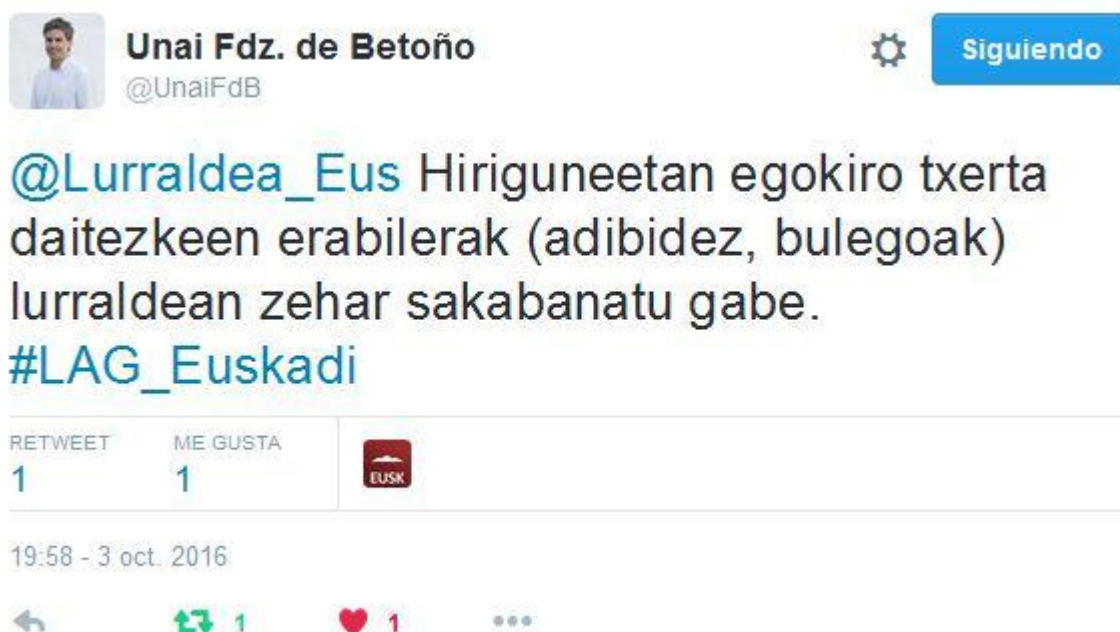 Unai Fdz. de Betoño
@UnaiFdB
Siguiendo
@Lurraldea_Eus Hiriguneetan egokiro txerta
daitezkeen erabilerak (adibidez, bulegoak)
lurraldean zehar sakabanatu gabe.
#LAG_Euskadi
RETWEET ME GUSTA
1 1
EUSK
19:58 - 3 oct. 2016
1 1